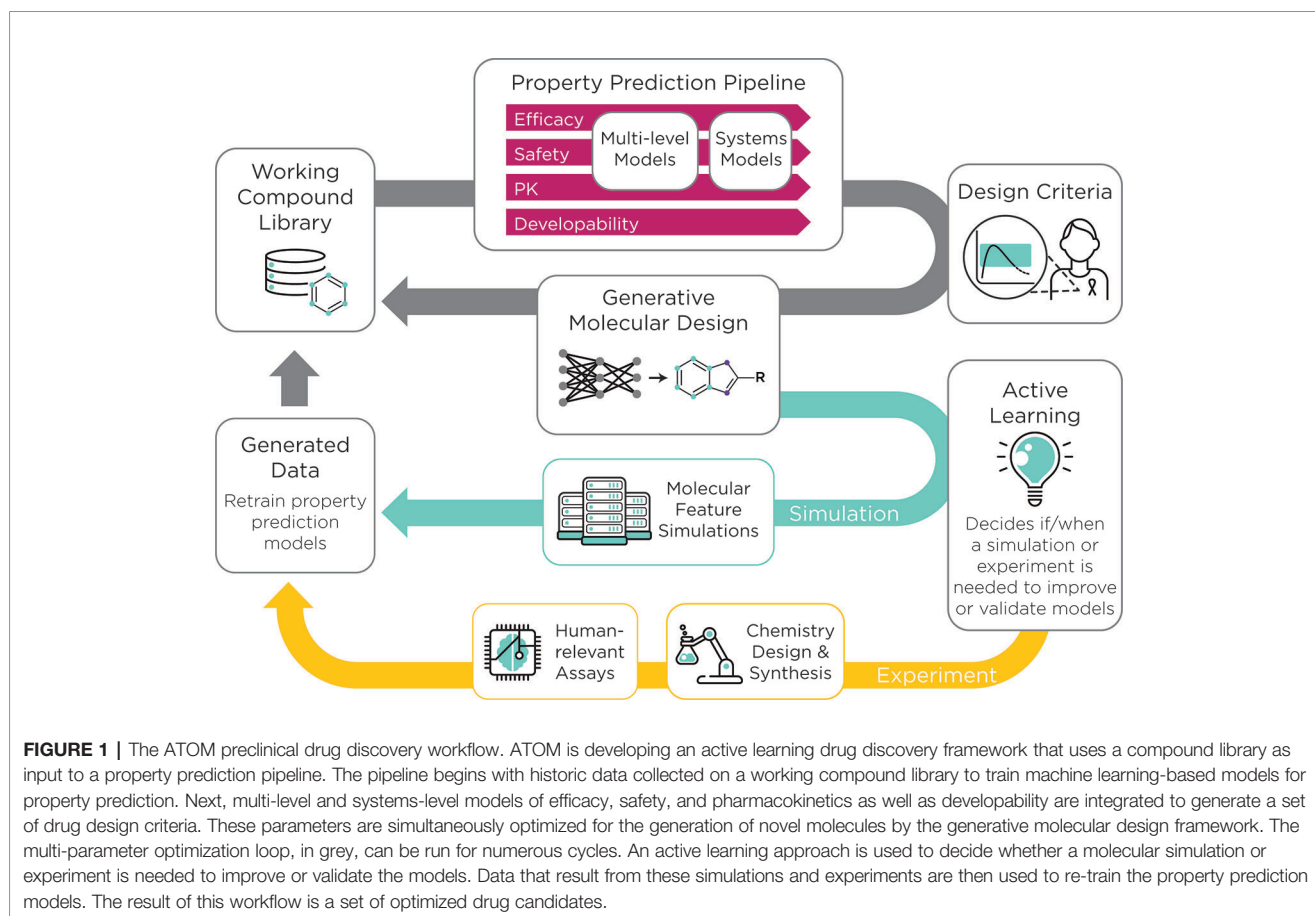 Property Prediction Pipeline
Efficacy
Safety
PK
Developability
Multi-level
Models
Systems
Models
Working
Compound
Library
Design Criteria
Generative
Molecular Design
R
Active
Learning
Decides if/when
a simulation or
experiment is
needed to improve
or validate models
Generated
Data
Retrain property
prediction
models
Molecular
Feature
Simulations
Simulation
Human-
relevant
Assays
Chemistry
Design &
Synthesis
Experiment
FIGURE 1 | The ATOM preclinical drug discovery workflow. ATOM is developing an active learning drug discovery framework that uses a compound library as
input to a property prediction pipeline. The pipeline begins with historic data collected on a working compound library to train machine learning-based models for
property prediction. Next, multi-level and systems-level models of efficacy, safety, and pharmacokinetics as well as developability are integrated to generate a set
of drug design criteria. These parameters are simultaneously optimized for the generation of novel molecules by the generative molecular design framework. The
multi-parameter optimization loop, in grey, can be run for numerous cycles. An active learning approach is used to decide whether a molecular simulation or
experiment is needed to improve or validate the models. Data that result from these simulations and experiments are then used to re-train the property prediction
models. The result of this workflow is a set of optimized drug candidates.